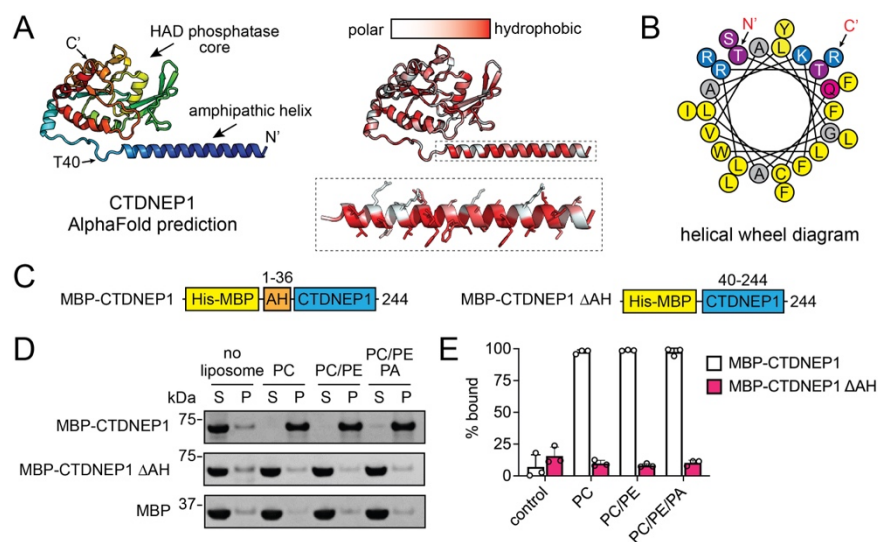 A
C'
HAD phosphatase
core
amphipathic helix
N'
T40
CTDNEP1
AlphaFold prediction
polar
hydrophobic
B
N'
C'
S
T
A
Y
L
K
R
T
R
R
Q
F
A
F
I
L
G
L
V
W
L
L
L
F
A
C
F
helical wheel diagram
C
1-36
MBP-CTDNEP1
His-MBP
AH
CTDNEP1
244
40-244
MBP-CTDNEP1 ΔAH
His-MBP
CTDNEP1
244
D
no liposome
PC
PC/PE
PC/PE PA
kDa
S P S P S P S P
MBP-CTDNEP1
75
MBP-CTDNEP1 ΔAH
75
MBP
37
E
% bound
100
75
50
25
0
control
PC
PC/PE
PC/PE/PA
MBP-CTDNEP1
MBP-CTDNEP1 ΔAH